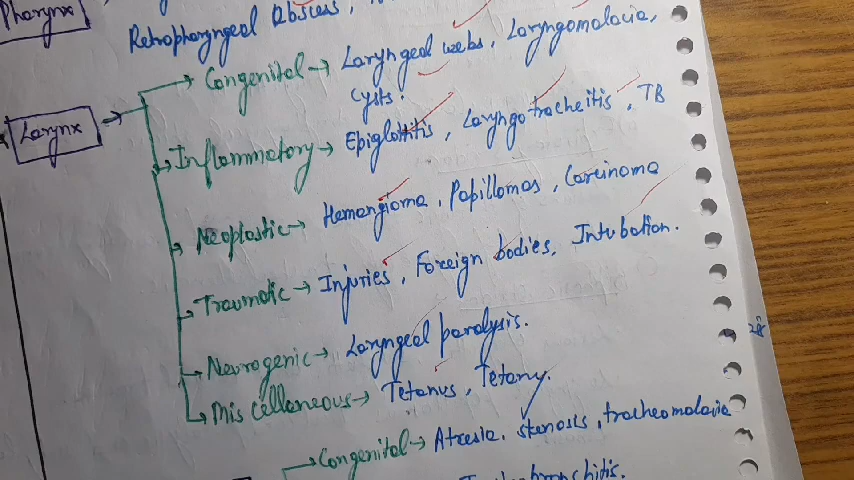 Pharynx
Retropharyngeal Abscess,
Larynx
Congenital → Laryngeal webs, Laryngomalacia,
cysts.
Inflammatory → Epiglottitis, Laryngotracheitis, TB
Neoplastic → Hemangioma, Papillomas, Carcinoma
Traumatic → Injuries, Foreign bodies, Intubation.
Neurogenic → Laryngeal paralysis.
Miscellaneous → Tetanus, Tetany.
Congenital → Atresia, stenosis, tracheomalacia